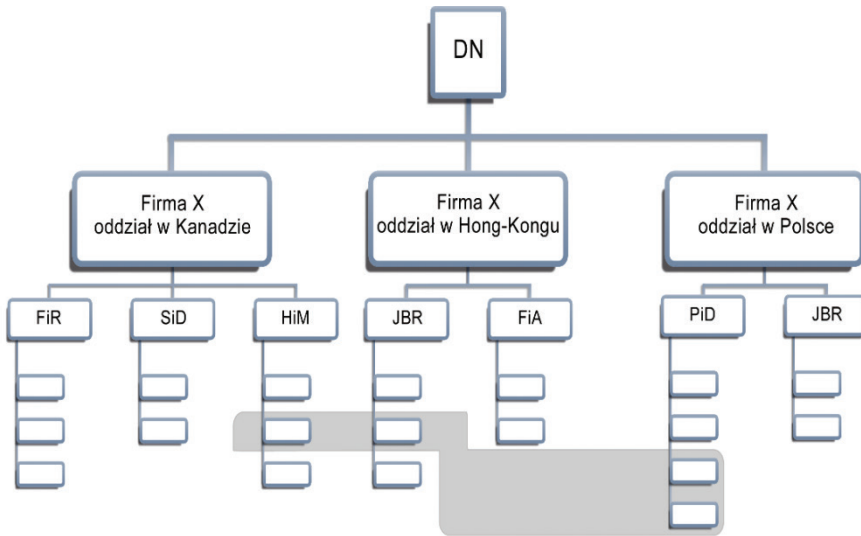 DN
Firma X
oddział w Kanadzie
Firma X
oddział w Hong-Kongu
Firma X
oddział w Polsce
FiR
SiD
HiM
JBR
FiA
PiD
JBR